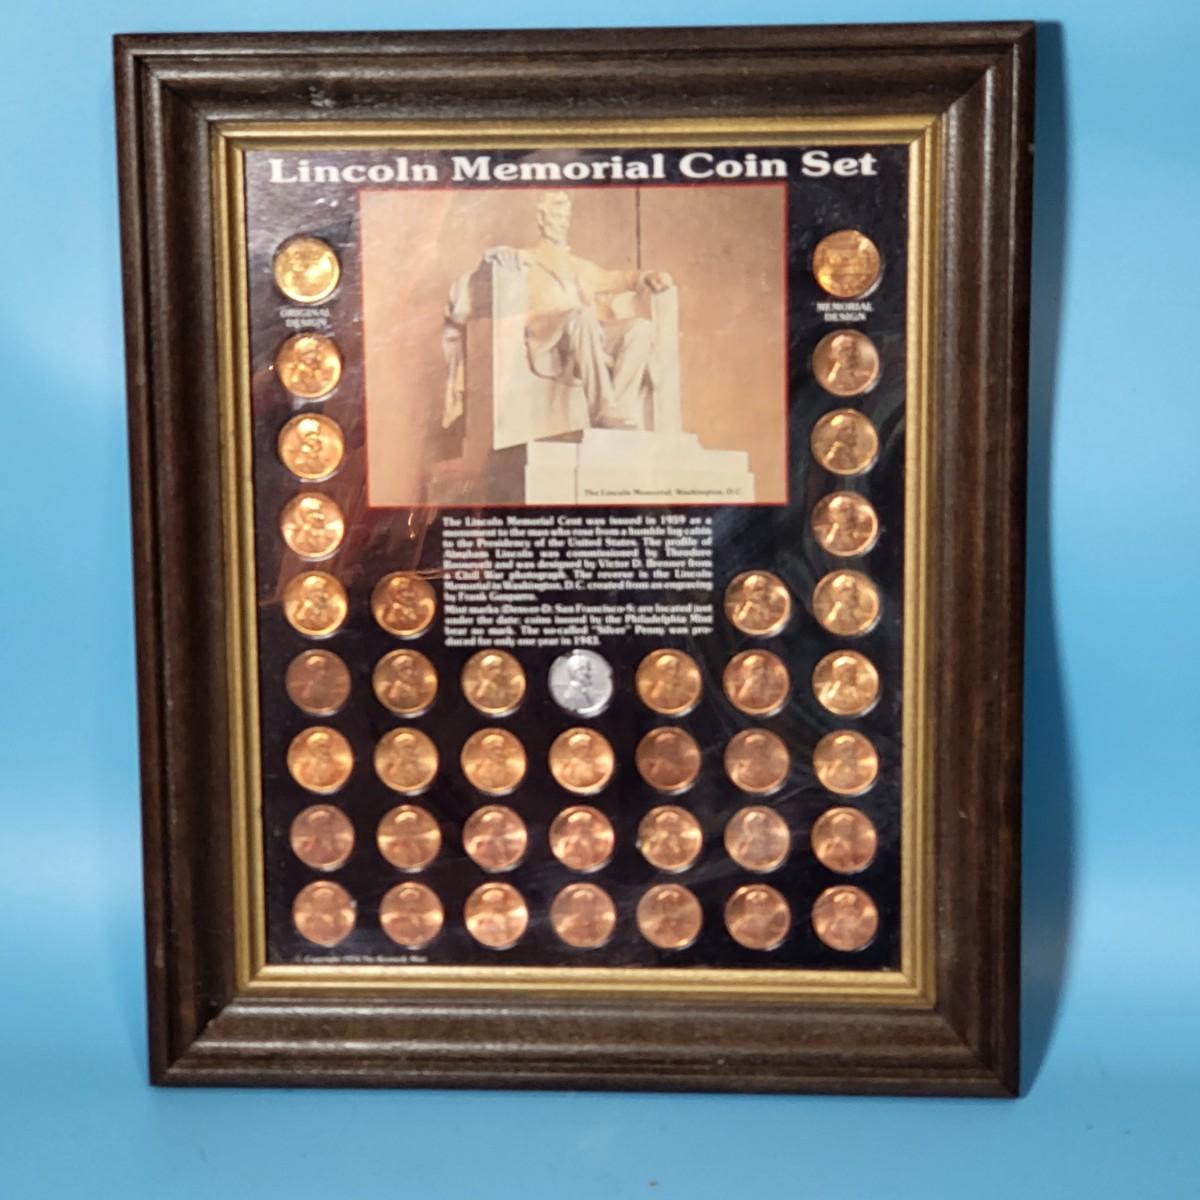 Lincoln Memorial Coin Set
ORIGINAL
DESIGN
MEMORIAL
DESIGN
The Lincoln Memorial, Washington, D.C.
The Lincoln Memorial Cent was issued in 1959 as a
monument to the man who rose from a humble log cabin
to the Presidency of the United States. The profile of
Abraham Lincoln was commissioned by Theodore
Roosevelt and was designed by Victor D. Brenner from
a Civil War photograph. The reverse is the Lincoln
Memorial in Washington, D.C. created from an engraving
by Frank Gasparro.
Mint marks (Denver-D: San Francisco-S) are located just
under the date; coins issued by the Philadelphia Mint
bear no mark. The so-called "Silver" Penny was pro-
duced for only one year in 1943.
Copyright 1974 The Kennedy Mint